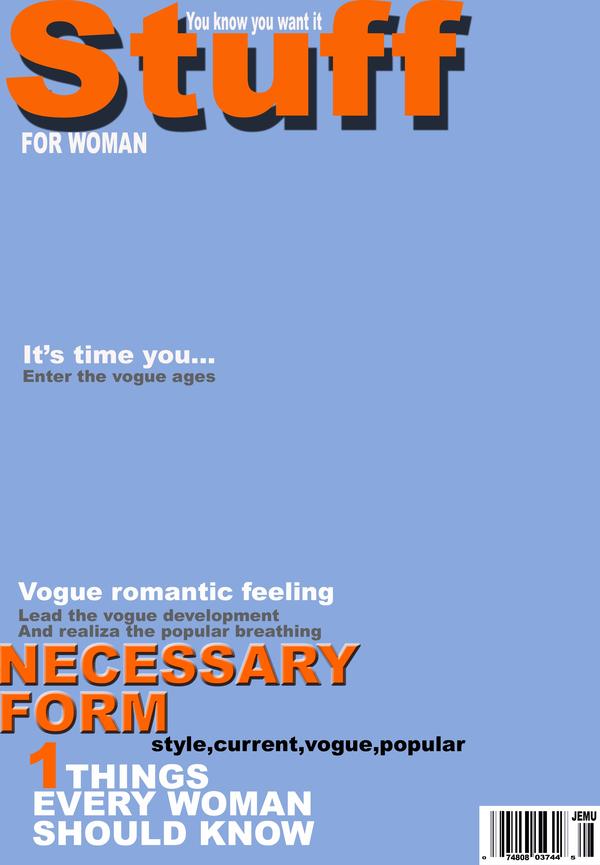 You know you want it
Stuff
FOR WOMAN
It's time you...
Enter the vogue ages
Vogue romantic feeling
Lead the vogue development
And realiza the popular breathing
NECESSARY
FORM
style,current,vogue,popular
1 THINGS
EVERY WOMAN
SHOULD KNOW
JEMU
0 74808 03744 5